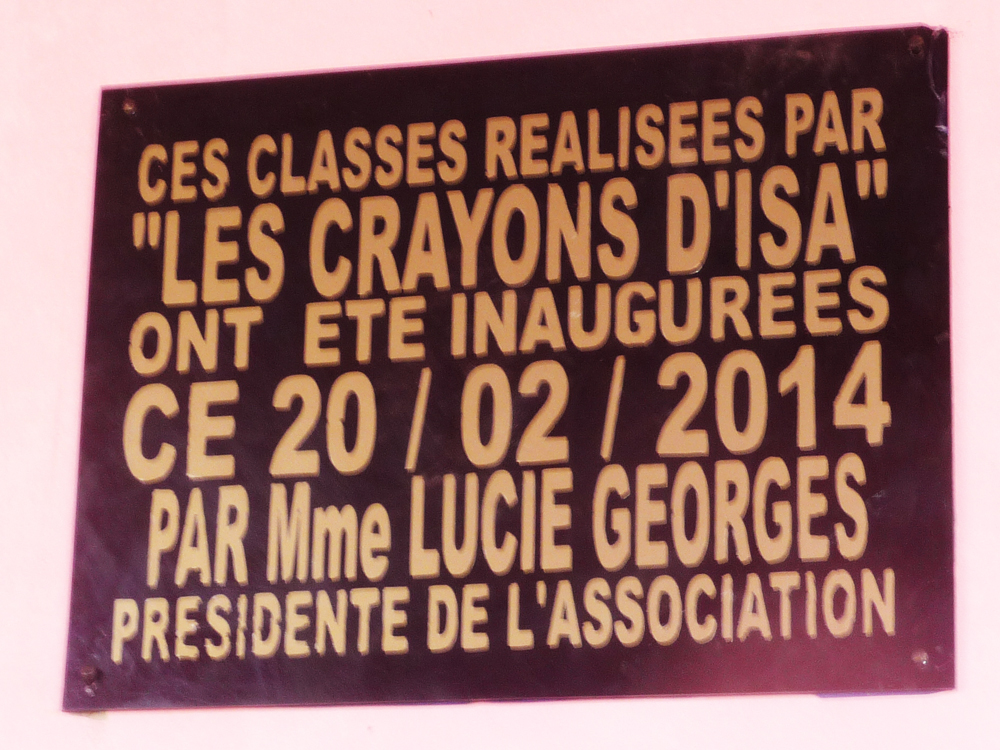 CES CLASSES REALISEES PAR
"LES CRAYONS D'ISA"
ONT ETE INAUGUREES
CE 20 / 02 / 2014
PAR Mme LUCIE GEORGES
PRESIDENTE DE L'ASSOCIATION